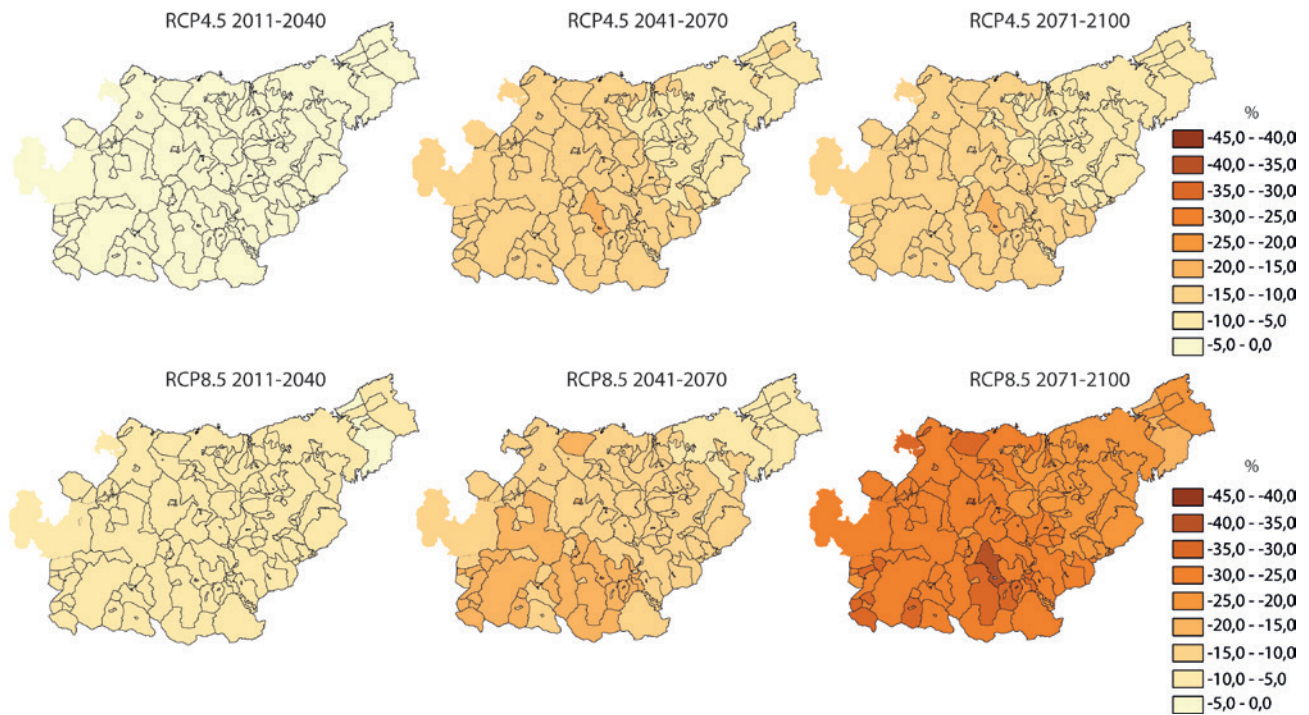 RCP4.5 2011-2040
RCP4.5 2041-2070
RCP4.5 2071-2100
%
-45,0 - -40,0
-40,0 - -35,0
-35,0 - -30,0
-30,0 - -25,0
-25,0 - -20,0
-20,0 - -15,0
-15,0 - -10,0
-10,0 - -5,0
-5,0 - 0,0
RCP8.5 2011-2040
RCP8.5 2041-2070
RCP8.5 2071-2100
%
-45,0 - -40,0
-40,0 - -35,0
-35,0 - -30,0
-30,0 - -25,0
-25,0 - -20,0
-20,0 - -15,0
-15,0 - -10,0
-10,0 - -5,0
-5,0 - 0,0